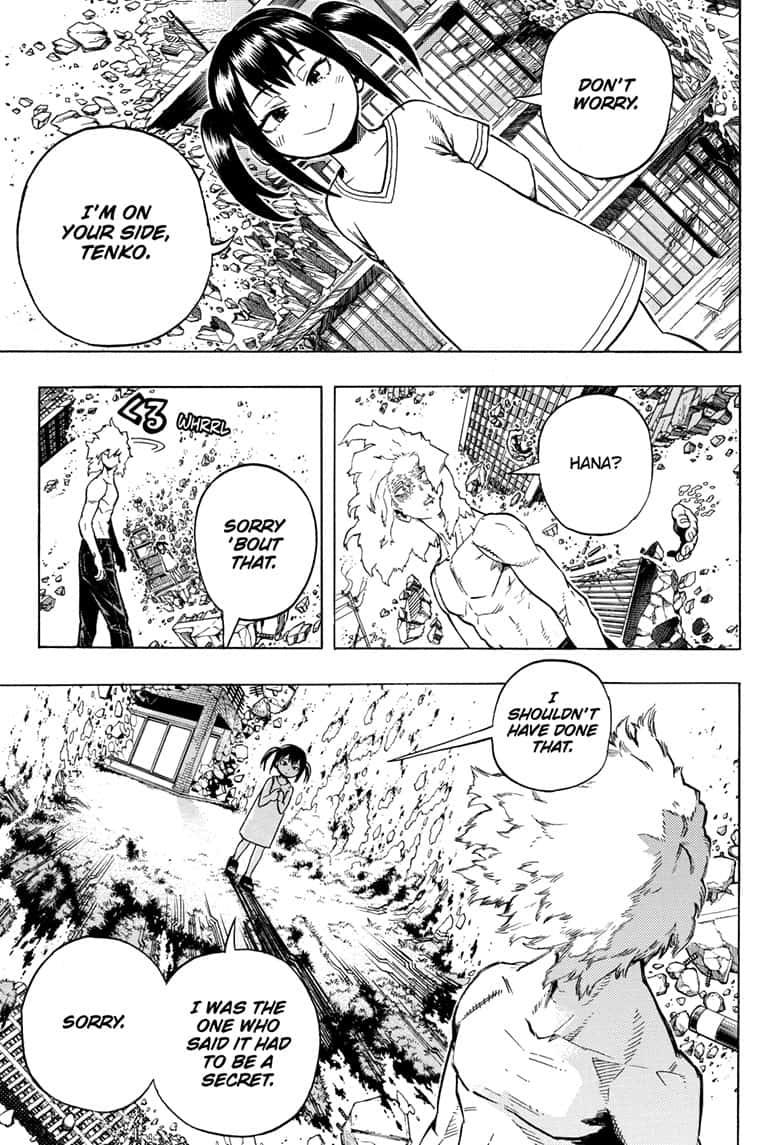 DON'T
WORRY.
I'M ON
YOUR SIDE,
TENKO.
HANA?
WHRRL
SORRY
'BOUT
THAT.
I
SHOULDN'T
HAVE DONE
THAT.
I WAS THE
ONE WHO
SAID IT HAD
TO BE A
SECRET.
SORRY.